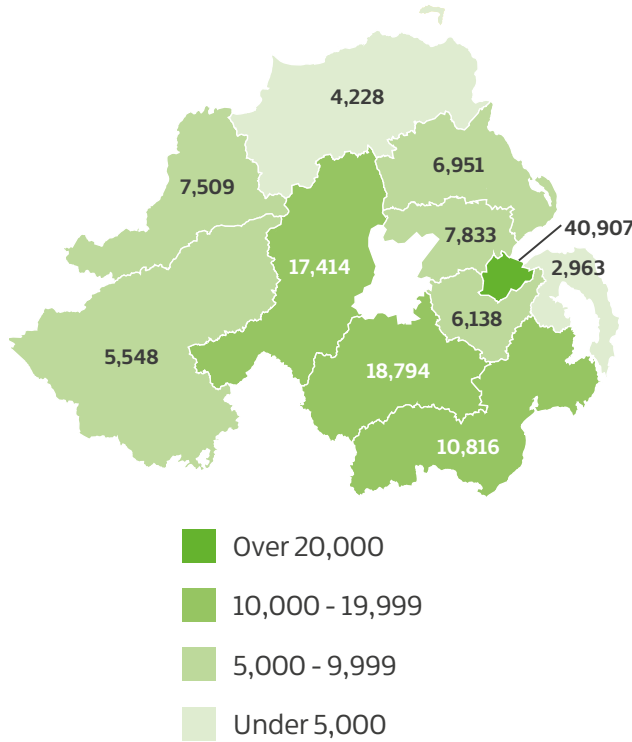 4,228
6,951
7,509
7,833
40,907
17,414
2,963
6,138
5,548
18,794
10,816
Over 20,000
10,000 - 19,999
5,000 - 9,999
Under 5,000